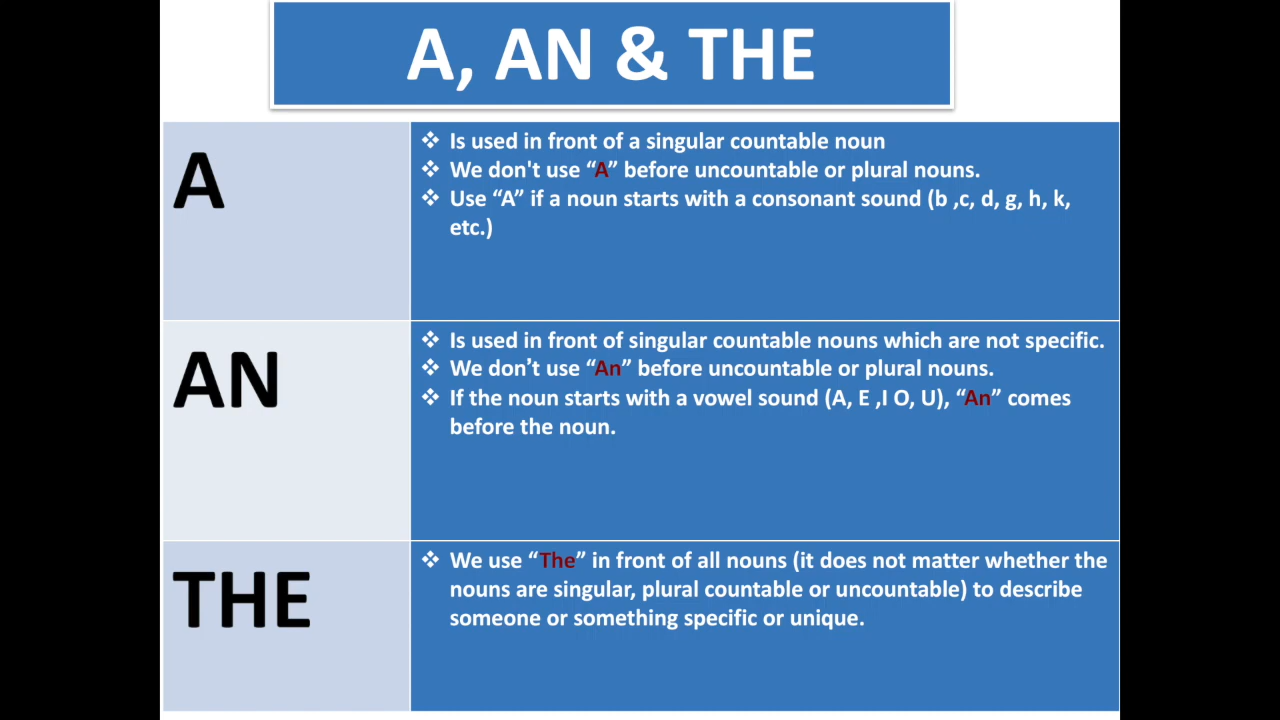 A, AN & THE
A
❖ Is used in front of a singular countable noun
❖ We don't use “A” before uncountable or plural nouns.
❖ Use “A” if a noun starts with a consonant sound (b ,c, d, g, h, k,
etc.)
AN
❖ Is used in front of singular countable nouns which are not specific.
❖ We don’t use “An” before uncountable or plural nouns.
❖ If the noun starts with a vowel sound (A, E ,I O, U), “An” comes
before the noun.
THE
❖ We use “The” in front of all nouns (it does not matter whether the
nouns are singular, plural countable or uncountable) to describe
someone or something specific or unique.